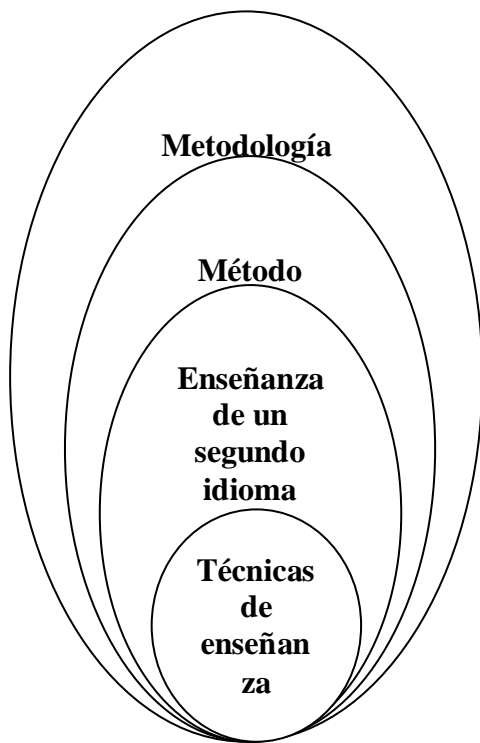 Metodología
Método
Enseñanza
de un
segundo
idioma
Técnicas
de
enseñan
za